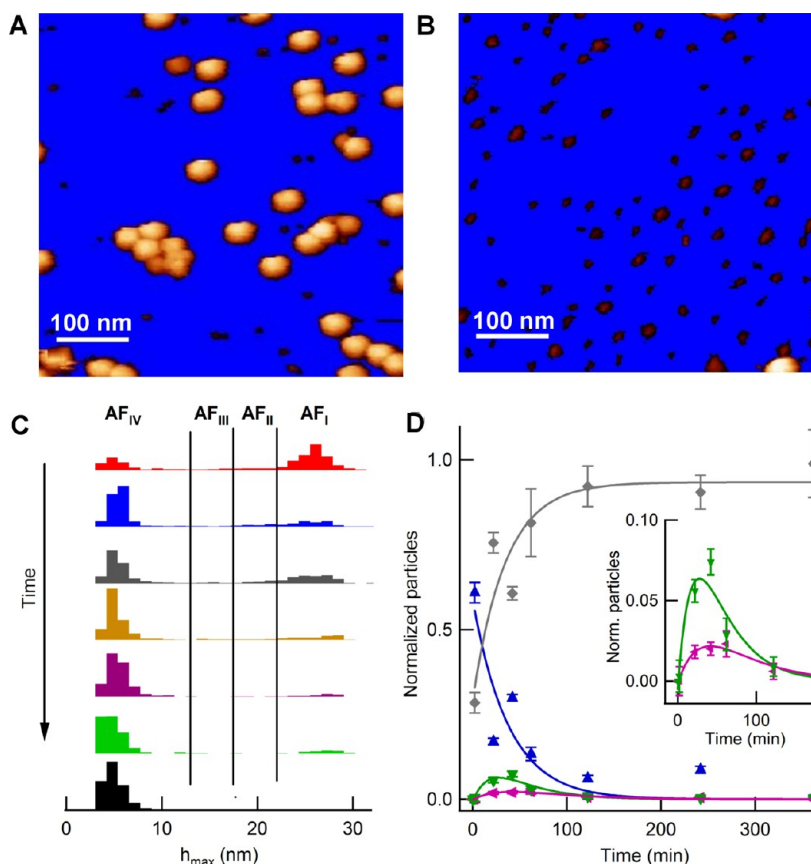 A
100 nm
B
100 nm
C
AF_IV AF_III AF_II AF_I
Time
0 10 20 30
h_max (nm)
D
1.0
0.5
0.0
Normalized particles
0 100 200 300
Time (min)
0.10
0.05
0.00
Norm. particles
0 100
Time (min)